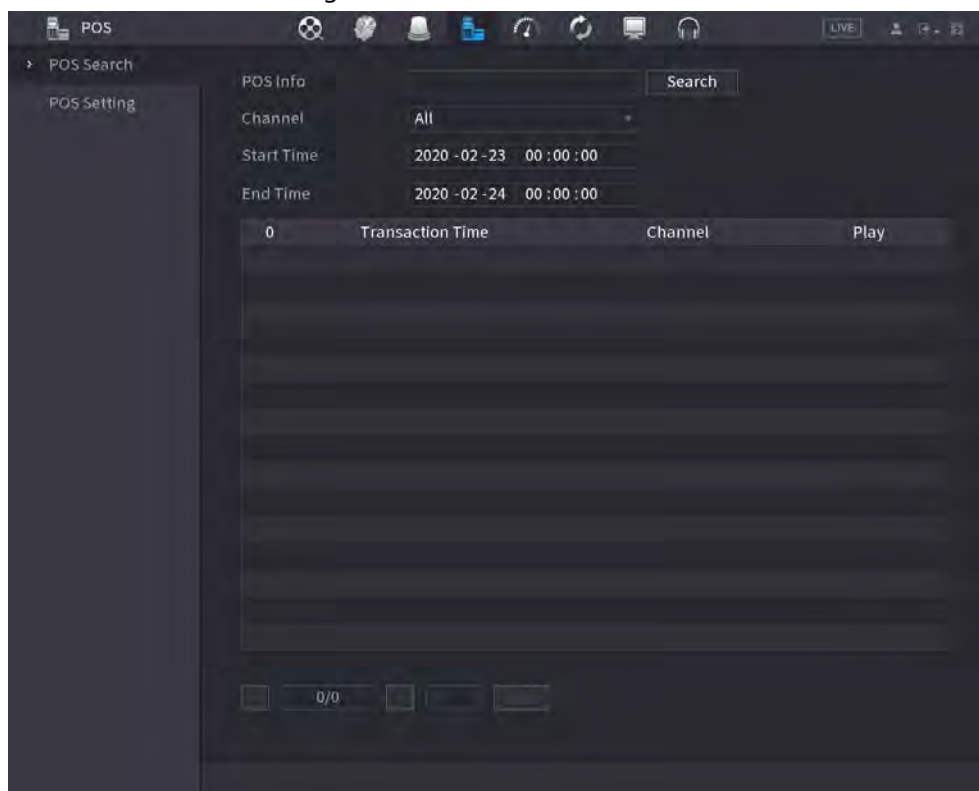 POS
LIVE
POS Search
POS Setting
POS Info
Search
Channel
All
Start Time
2020 -02 -23 00 :00 :00
End Time
2020 -02 -24 00 :00 :00
0 Transaction Time Channel Play
0/0